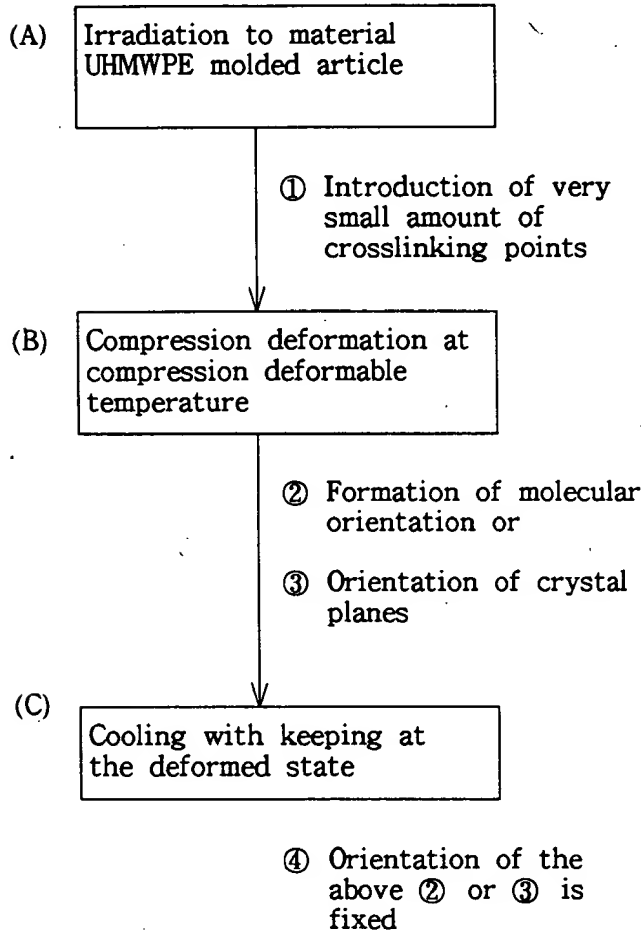 (A) Irradiation to material
UHMWPE molded article
① Introduction of very
small amount of
crosslinking points
(B) Compression deformation at
compression deformable
temperature
② Formation of molecular
orientation or
③ Orientation of crystal
planes
(C) Cooling with keeping at
the deformed state
④ Orientation of the
above ② or ③ is
fixed